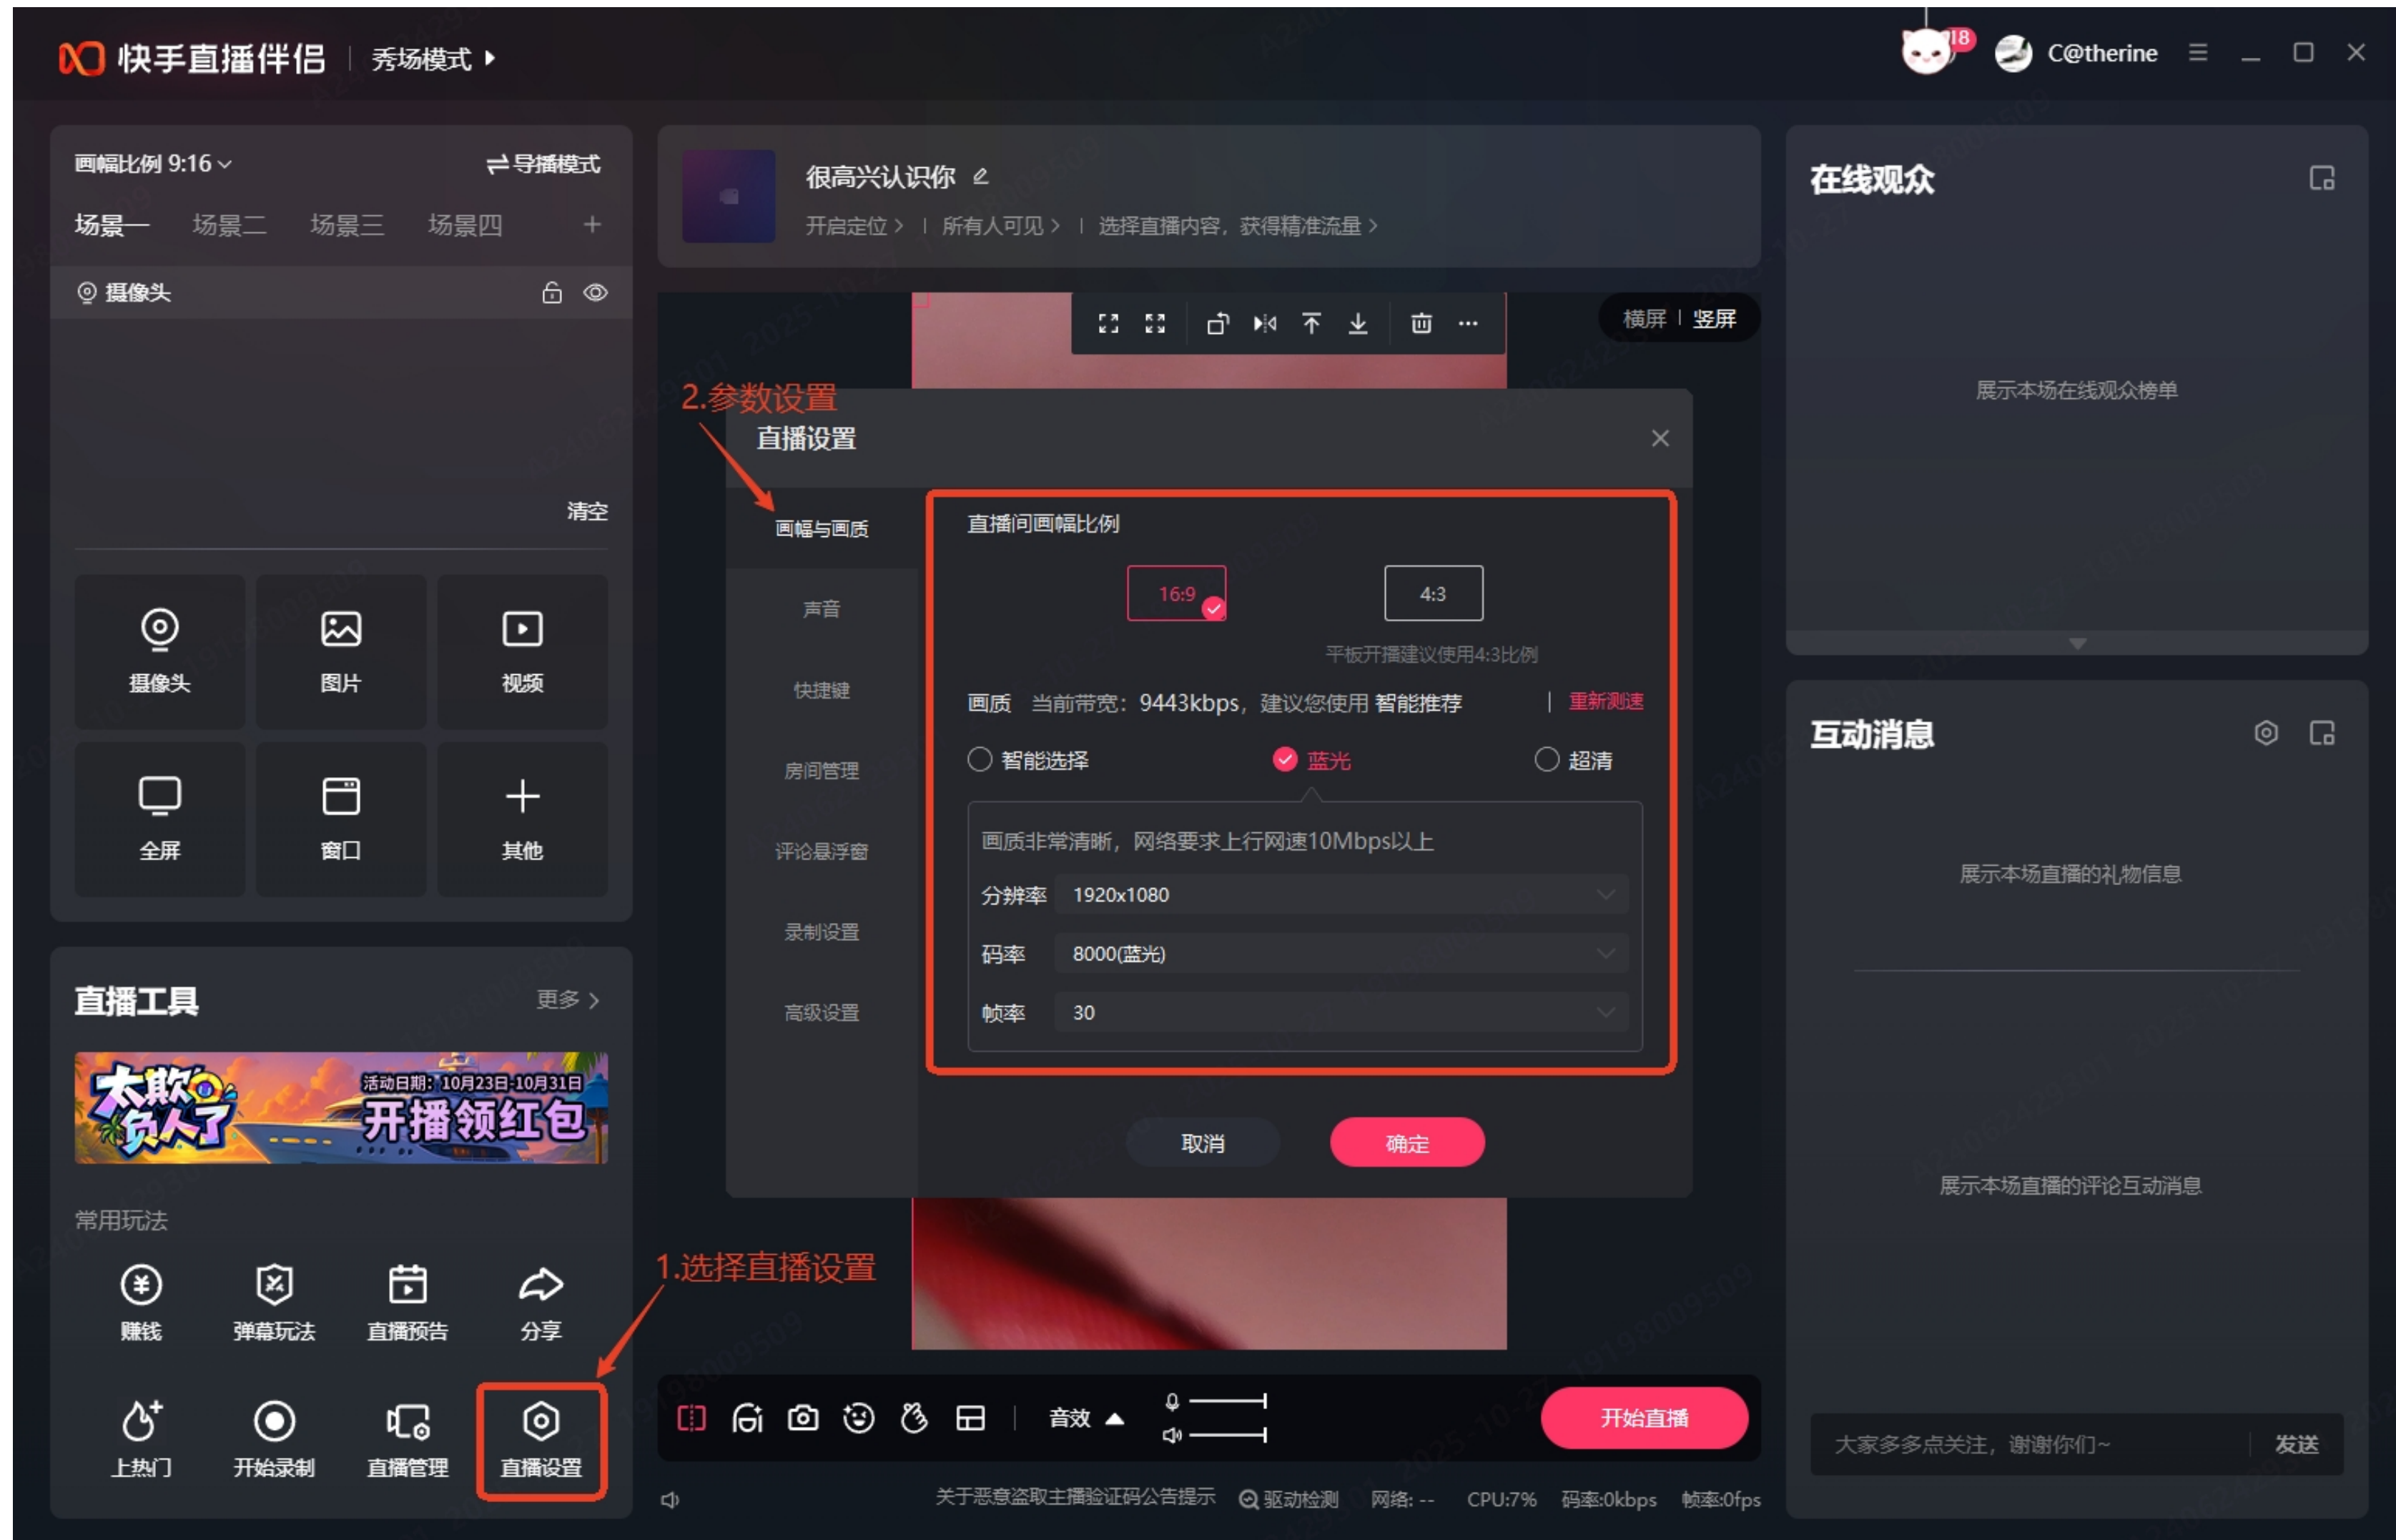 快手直播伴侣 秀场模式
18
C@therine
画幅比例 9:16
导播模式
场景一 场景二 场景三 场景四 +
摄像头
清空
摄像头 图片 视频
全屏 窗口 其他
直播工具 更多
太欺负人了
活动日期: 10月23日-10月31日
开播领红包
常用玩法
赚钱 弹幕玩法 直播预告 分享
上热门 开始录制 直播管理 直播设置
1.选择直播设置
很高兴认识你
开启定位 所有人可见 选择直播内容，获得精准流量
横屏 竖屏
2.参数设置
直播设置
画幅与画质
声音
快捷键
房间管理
评论悬浮窗
录制设置
高级设置
直播间画幅比例
16:9 4:3
平板开播建议使用4:3比例
画质 当前带宽：9443kbps，建议您使用 智能推荐 重新测速
智能选择 蓝光 超清
画质非常清晰，网络要求上行网速10Mbps以上
分辨率 1920x1080
码率 8000(蓝光)
帧率 30
取消 确定
音效
开始直播
关于恶意盗取主播验证码公告提示 驱动检测 网络: -- CPU:7% 码率:0kbps 帧率:0fps
在线观众
展示本场在线观众榜单
互动消息
展示本场直播的礼物信息
展示本场直播的评论互动消息
大家多多点关注，谢谢你们~ 发送